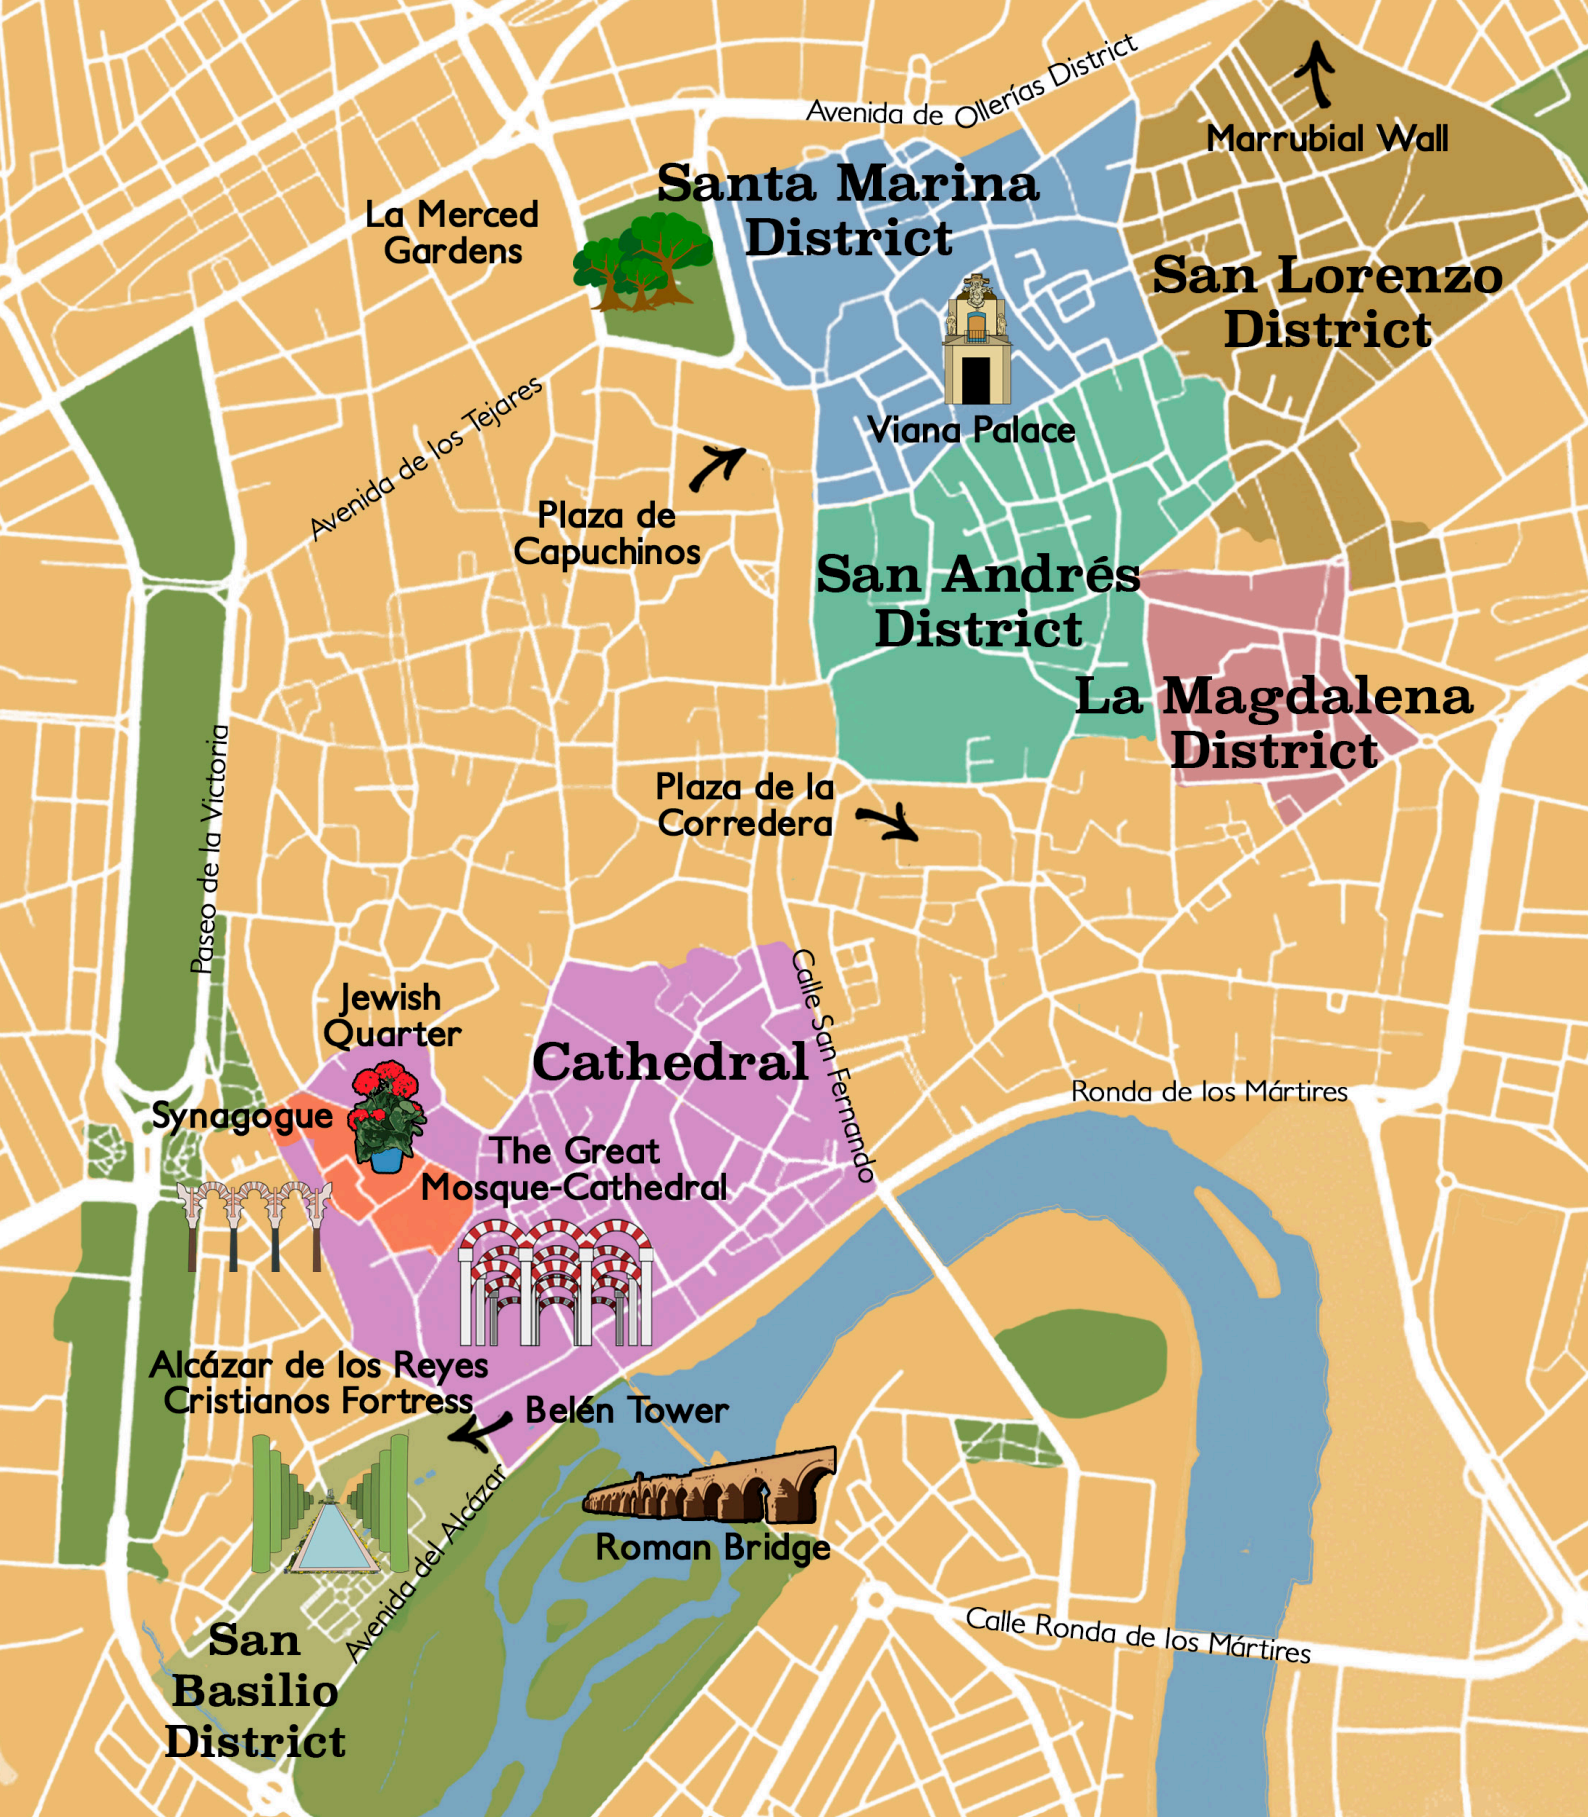 Avenida de Ollerías District
Marrubial Wall
Santa Marina
District
La Merced
Gardens
San Lorenzo
District
Viana Palace
Avenida de los Tejares
Plaza de
Capuchinos
San Andrés
District
La Magdalena
District
Paseo de la Victoria
Plaza de la
Corredera
Jewish
Quarter
Cathedral
Calle San Fernando
Ronda de los Mártires
Synagogue
The Great
Mosque-Cathedral
Alcázar de los Reyes
Cristianos Fortress
Belén Tower
Avenida del Alcázar
Roman Bridge
Calle Ronda de los Mártires
San
Basilio
District